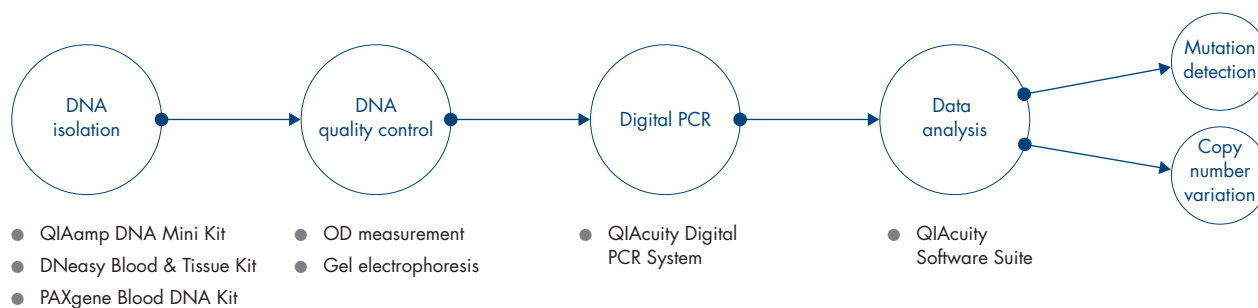 DNA
isolation
DNA
quality control
Digital PCR
Data
analysis
Mutation
detection
Copy
number
variation
QIAamp DNA Mini Kit
DNeasy Blood & Tissue Kit
PAXgene Blood DNA Kit
OD measurement
Gel electrophoresis
QIAcuity Digital
PCR System
QIAcuity
Software Suite